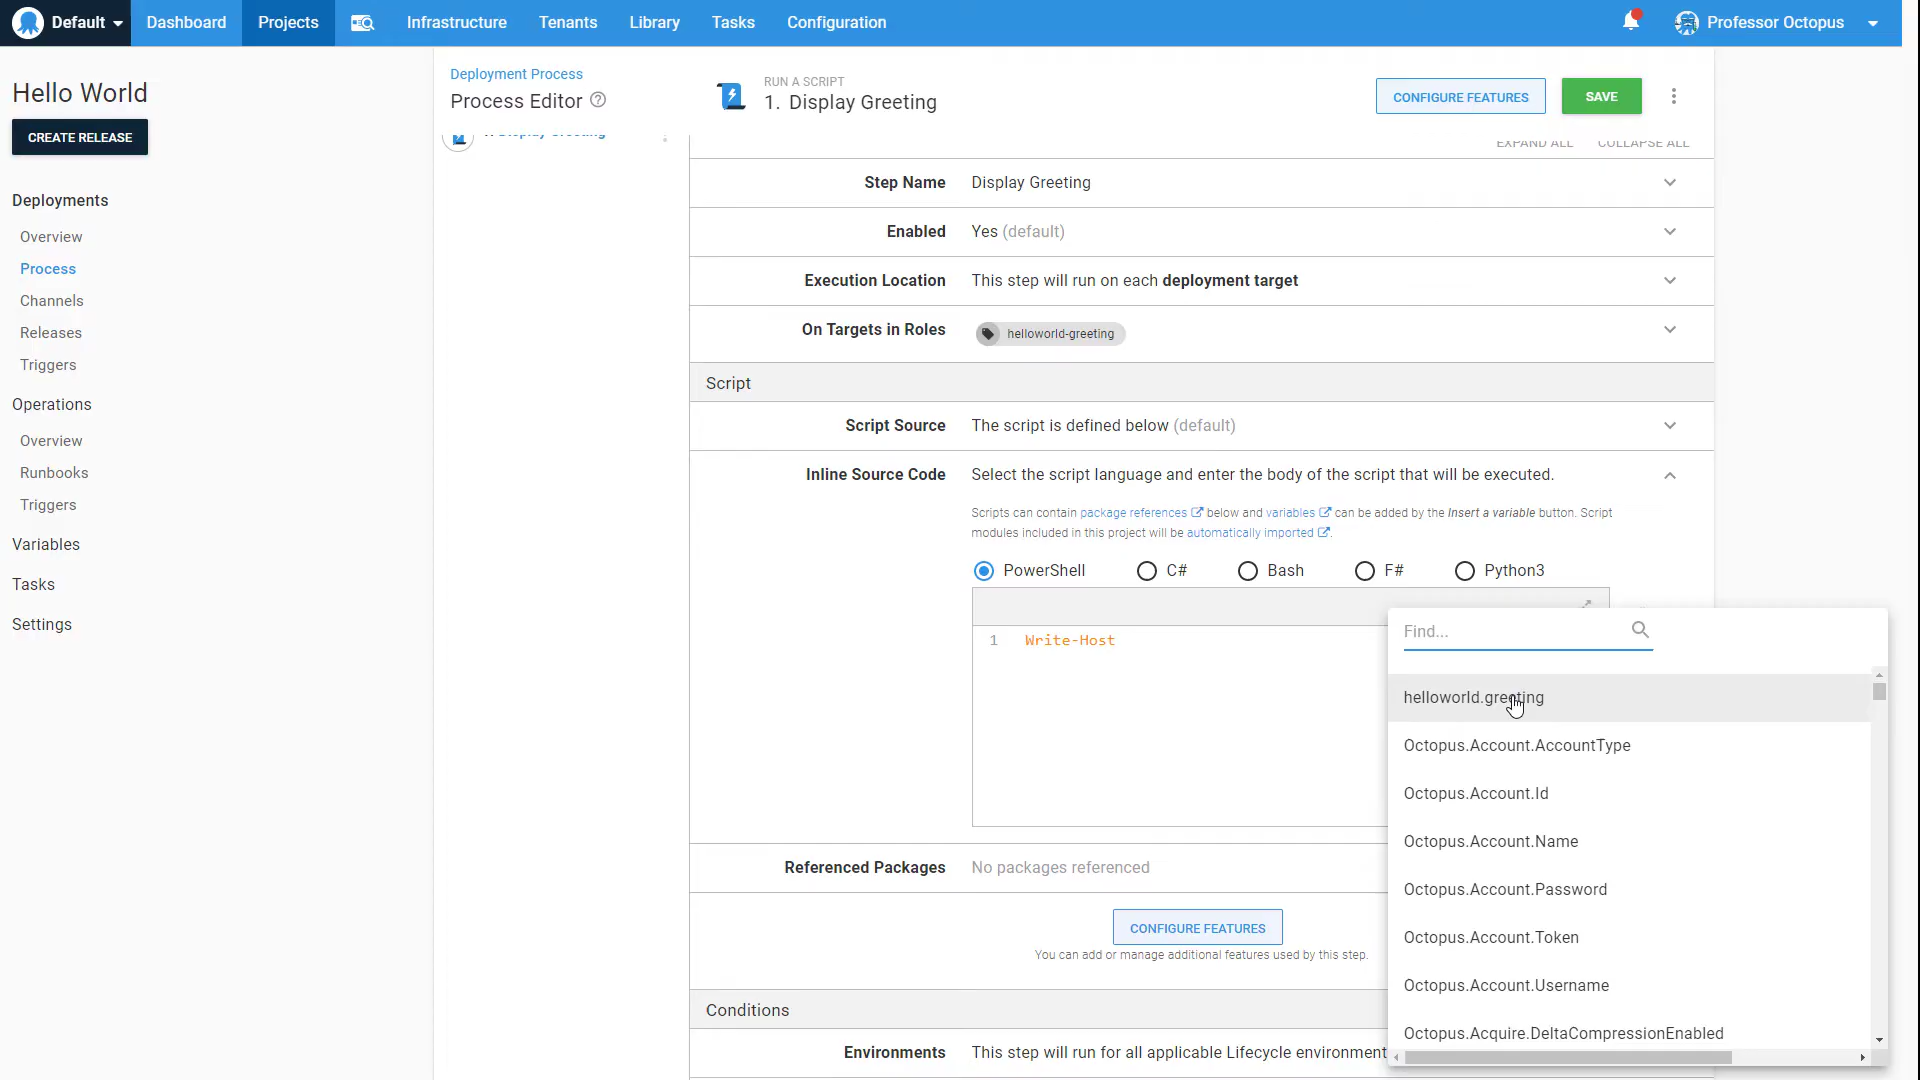 Default
Dashboard
Projects
Infrastructure
Tenants
Library
Tasks
Configuration
Professor Octopus
Hello World
CREATE RELEASE
Deployments
Overview
Process
Channels
Releases
Triggers
Operations
Overview
Runbooks
Triggers
Variables
Tasks
Settings
Deployment Process
Process Editor
1. Display Greeting
RUN A SCRIPT
1. Display Greeting
CONFIGURE FEATURES
SAVE
EXPAND ALL COLLAPSE ALL
Step Name Display Greeting
Enabled Yes (default)
Execution Location This step will run on each deployment target
On Targets in Roles helloworld-greeting
Script
Script Source The script is defined below (default)
Inline Source Code Select the script language and enter the body of the script that will be executed.
Scripts can contain package references below and variables can be added by the Insert a variable button. Script
modules included in this project will be automatically imported .
PowerShell C# Bash F# Python3
1 Write-Host
Referenced Packages No packages referenced
CONFIGURE FEATURES
You can add or manage additional features used by this step.
Conditions
Environments This step will run for all applicable Lifecycle environment
Find...
helloworld.greeting
Octopus.Account.AccountType
Octopus.Account.Id
Octopus.Account.Name
Octopus.Account.Password
Octopus.Account.Token
Octopus.Account.Username
Octopus.Acquire.DeltaCompressionEnabled